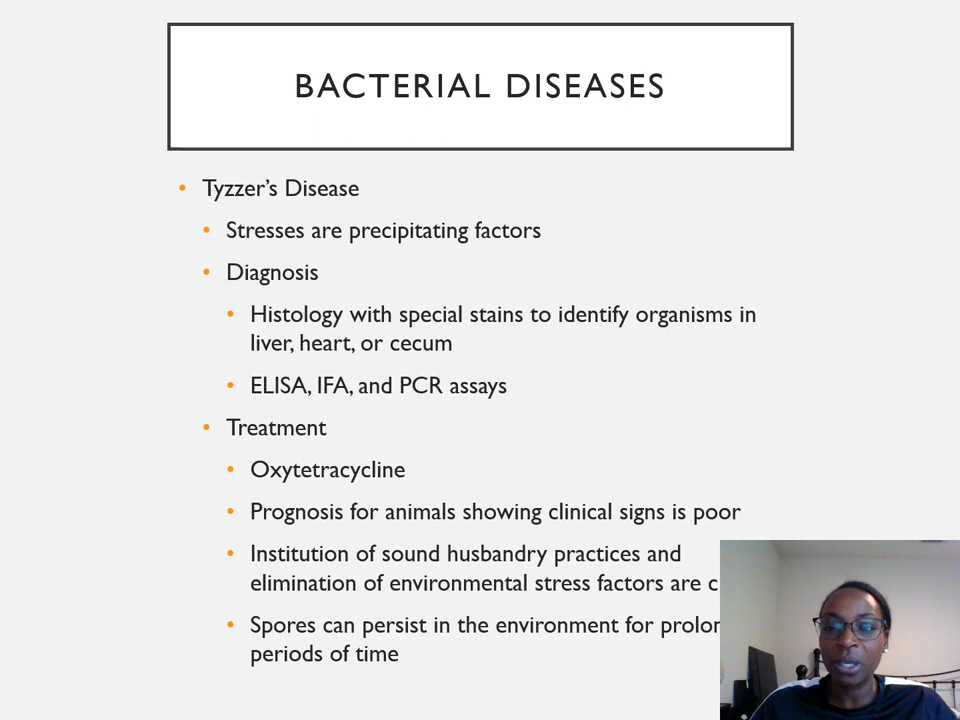 BACTERIAL DISEASES
• Tyzzer’s Disease
• Stresses are precipitating factors
• Diagnosis
• Histology with special stains to identify organisms in
liver, heart, or cecum
• ELISA, IFA, and PCR assays
• Treatment
• Oxytetracycline
• Prognosis for animals showing clinical signs is poor
• Institution of sound husbandry practices and
elimination of environmental stress factors are
• Spores can persist in the environment for
periods of time